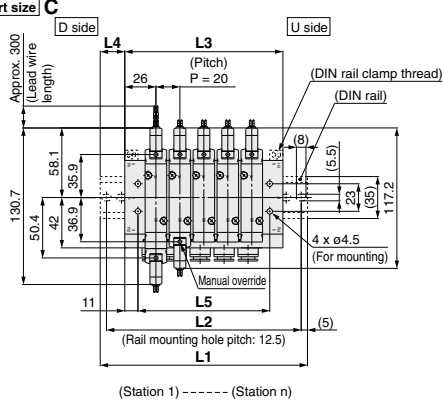 rt size C
D side
U side
L4
L3
(Pitch)
26
P = 20
Approx. 300
(Lead wire
length)
(DIN rail clamp thread)
(DIN rail)
(8)
(5.5)
130.7
58.1
35.9
50.4
42
36.9
23
(35)
117.2
4 x ø4.5
(For mounting)
Manual override
11
L5
L2
(5)
(Rail mounting hole pitch: 12.5)
L1
(Station 1) ------ (Station n)